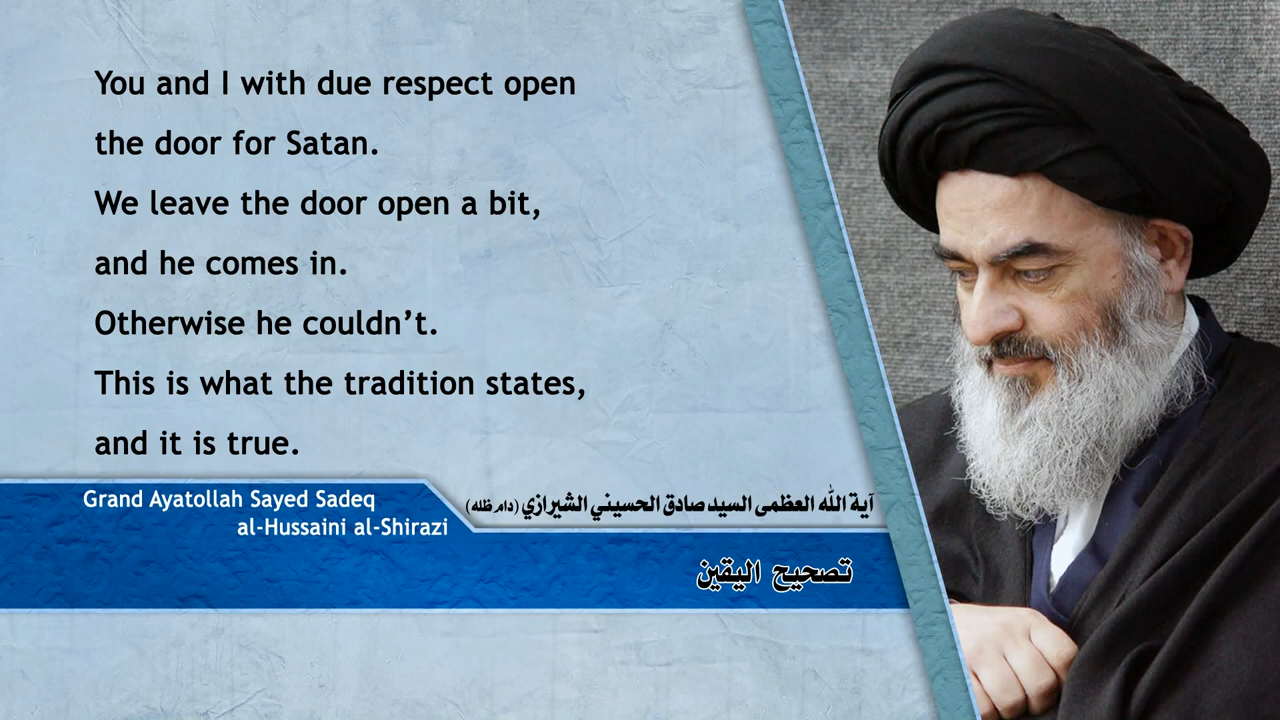 You and I with due respect open
the door for Satan.
We leave the door open a bit,
and he comes in.
Otherwise he couldn’t.
This is what the tradition states,
and it is true.
Grand Ayatollah Sayed Sadeq
al-Hussaini al-Shirazi
آية الله العظمى السيد صادق الحسيني الشيرازي (دام ظله)
تصحيح اليقين